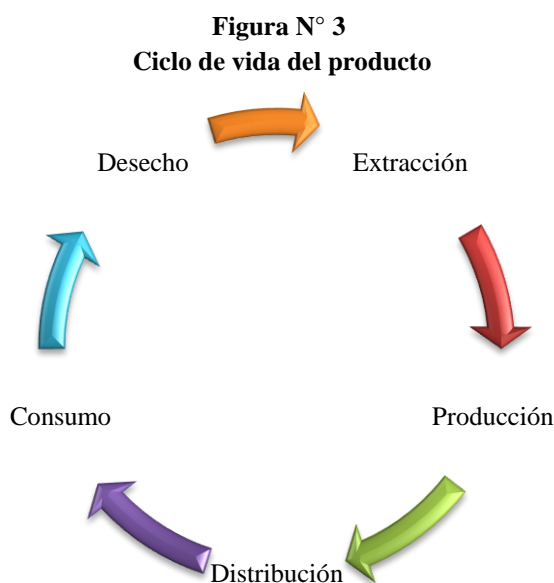 Figura N° 3
Ciclo de vida del producto
Desecho
Extracción
Consumo
Producción
Distribución